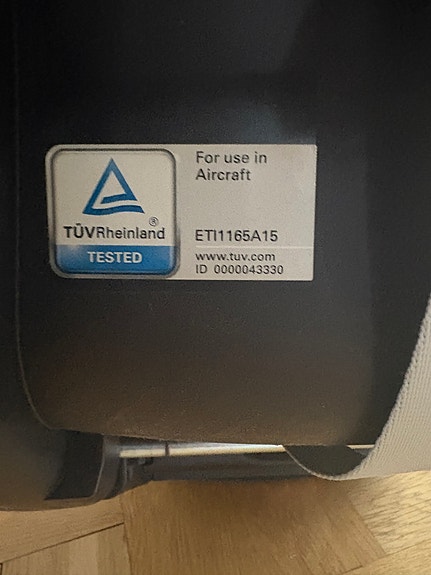 For use in
Aircraft
®
TÜVRheinland
TESTED
ETI1165A15
www.tuv.com
ID 0000043330